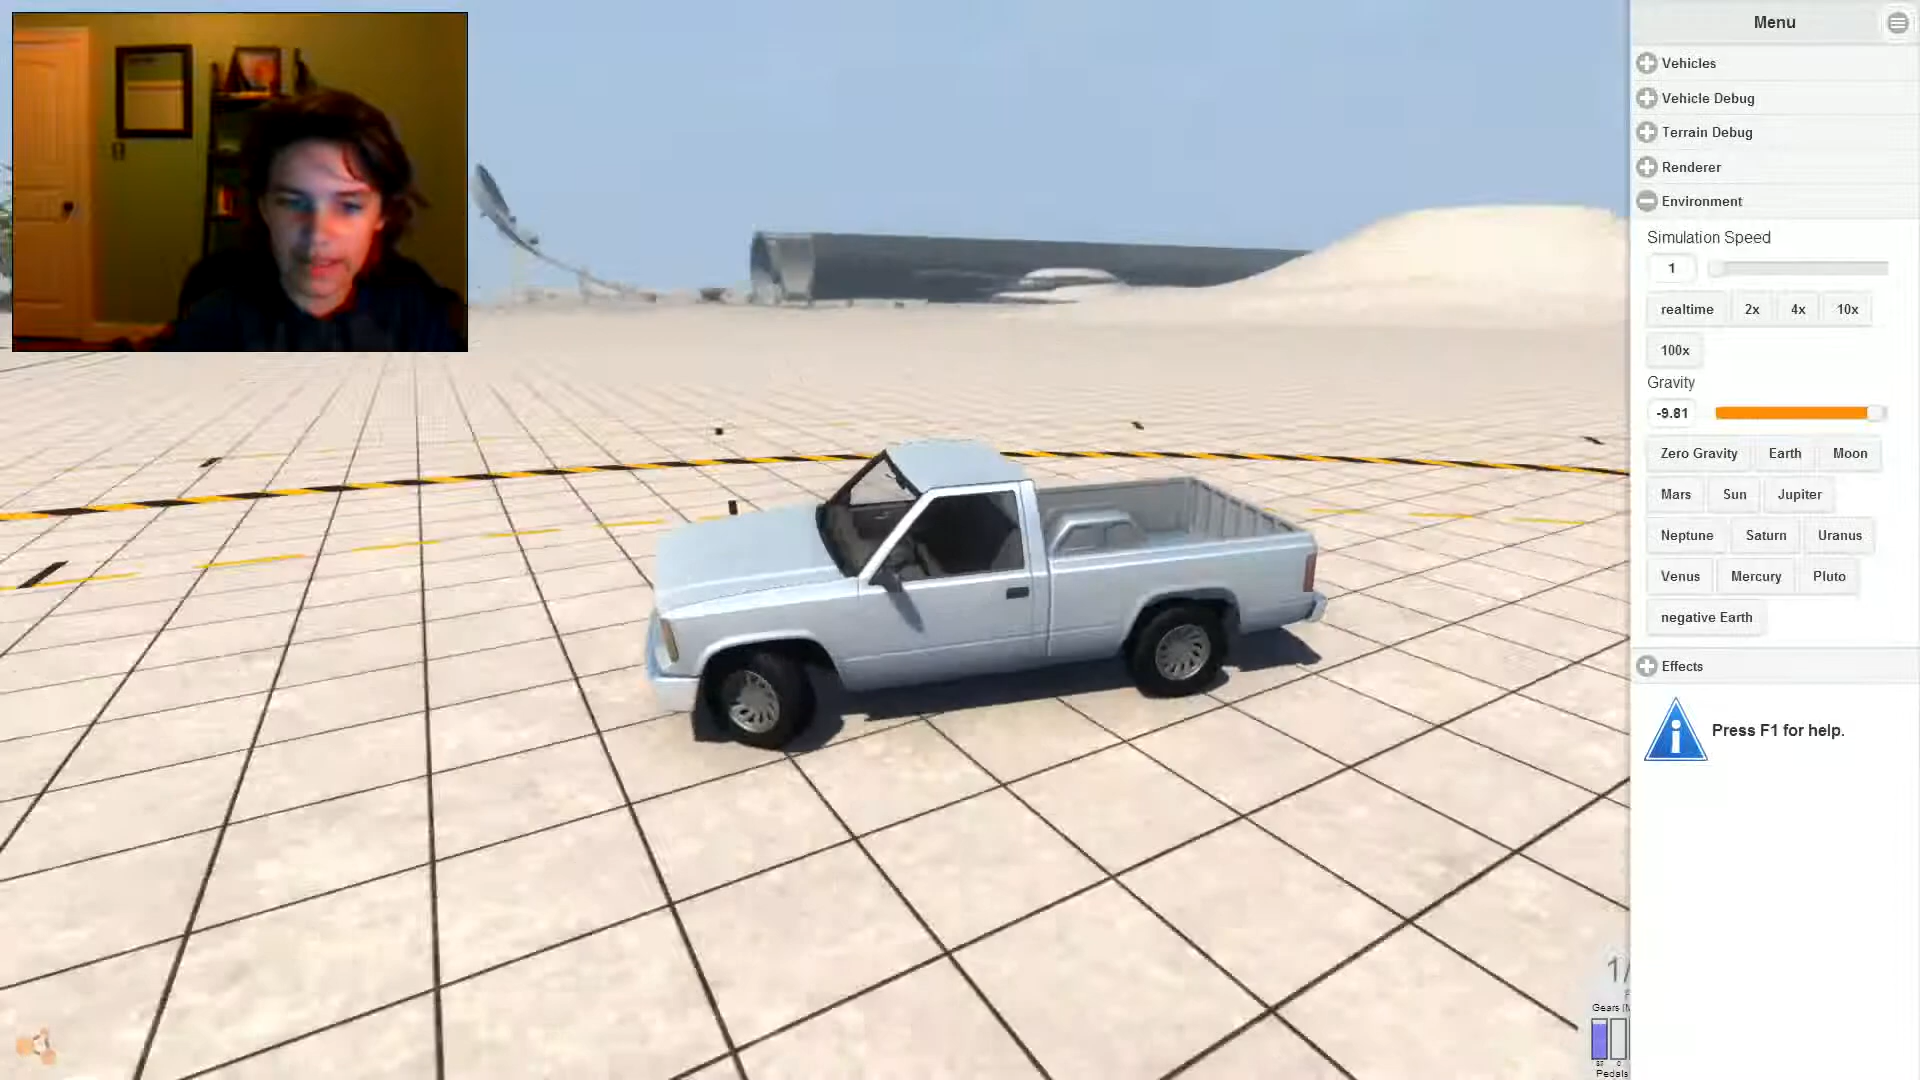 Menu
Vehicles
Vehicle Debug
Terrain Debug
Renderer
Environment
Simulation Speed
1
realtime 2x 4x 10x
100x
Gravity
-9.81
Zero Gravity Earth Moon
Mars Sun Jupiter
Neptune Saturn Uranus
Venus Mercury Pluto
negative Earth
Effects
Press F1 for help.
1/
Gears
Pedals